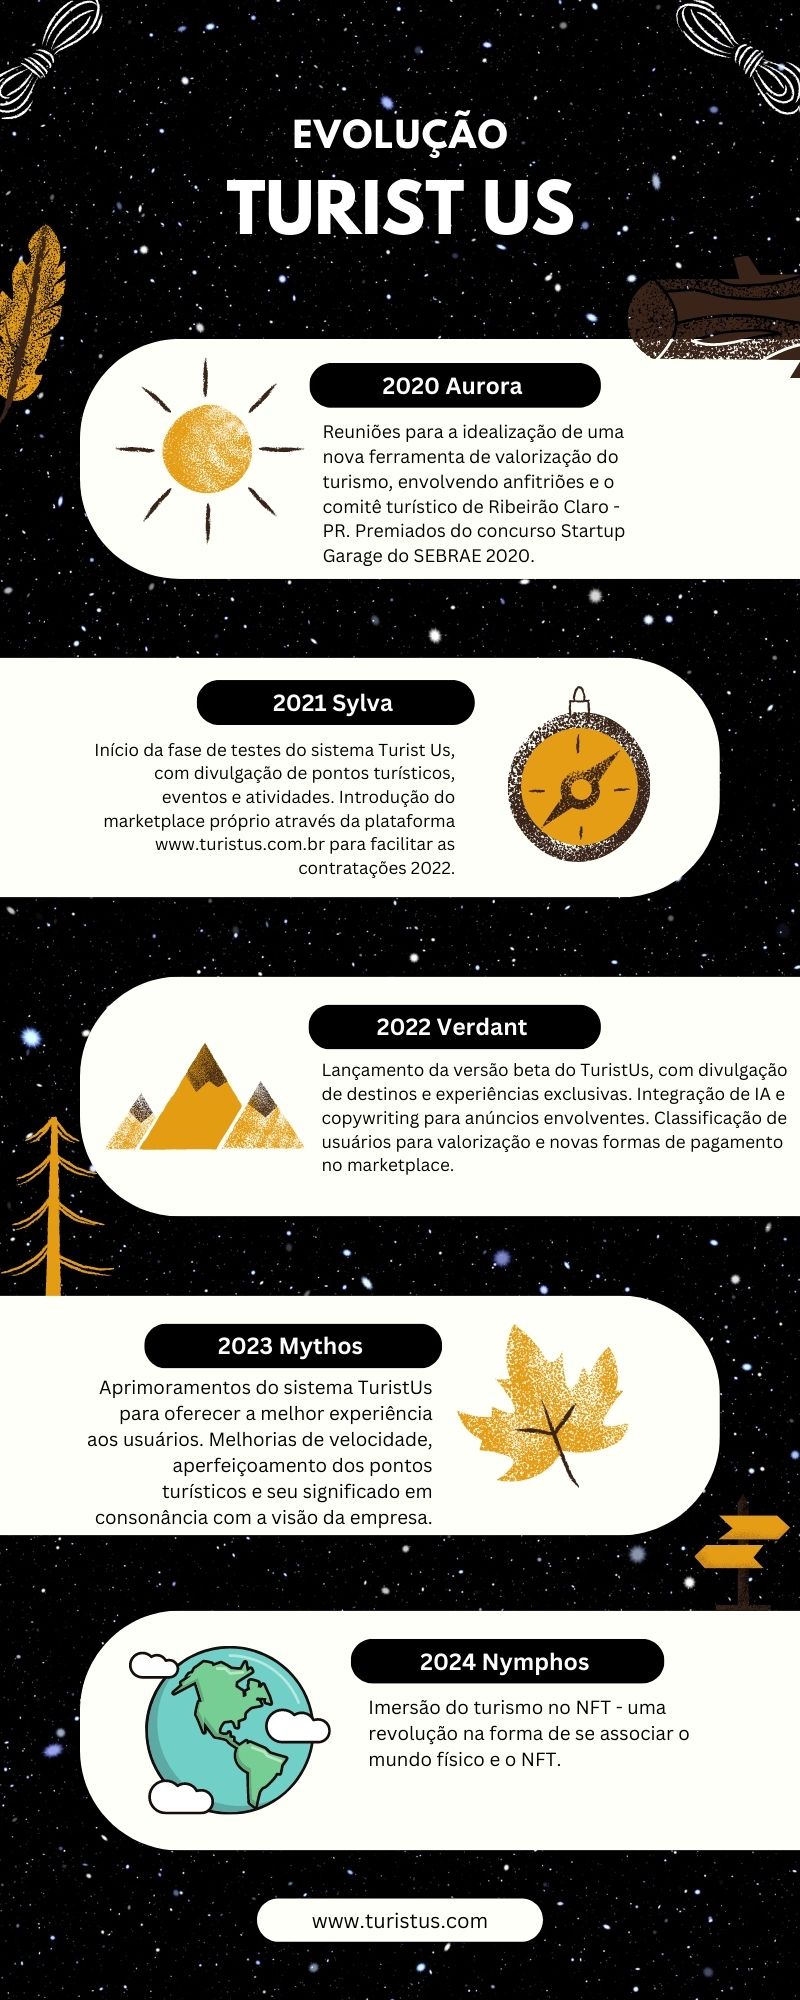 EVOLUÇÃO
TURIST US
2020 Aurora
Reuniões para a idealização de uma
nova ferramenta de valorização do
turismo, envolvendo anfitriões e o
comitê turístico de Ribeirão Claro -
PR. Premiados do concurso Startup
Garage do SEBRAE 2020.
2021 Sylva
Início da fase de testes do sistema Turist Us,
com divulgação de pontos turísticos,
eventos e atividades. Introdução do
marketplace próprio através da plataforma
www.turistus.com.br para facilitar as
contratações 2022.
2022 Verdant
Lançamento da versão beta do TuristUs, com divulgação
de destinos e experiências exclusivas. Integração de IA e
copywriting para anúncios envolventes. Classificação de
usuários para valorização e novas formas de pagamento
no marketplace.
2023 Mythos
Aprimoramentos do sistema TuristUs
para oferecer a melhor experiência
aos usuários. Melhorias de velocidade,
aperfeiçoamento dos pontos
turísticos e seu significado em
consonância com a visão da empresa.
2024 Nymphos
Imersão do turismo no NFT - uma
revolução na forma de se associar o
mundo físico e o NFT.
www.turistus.com